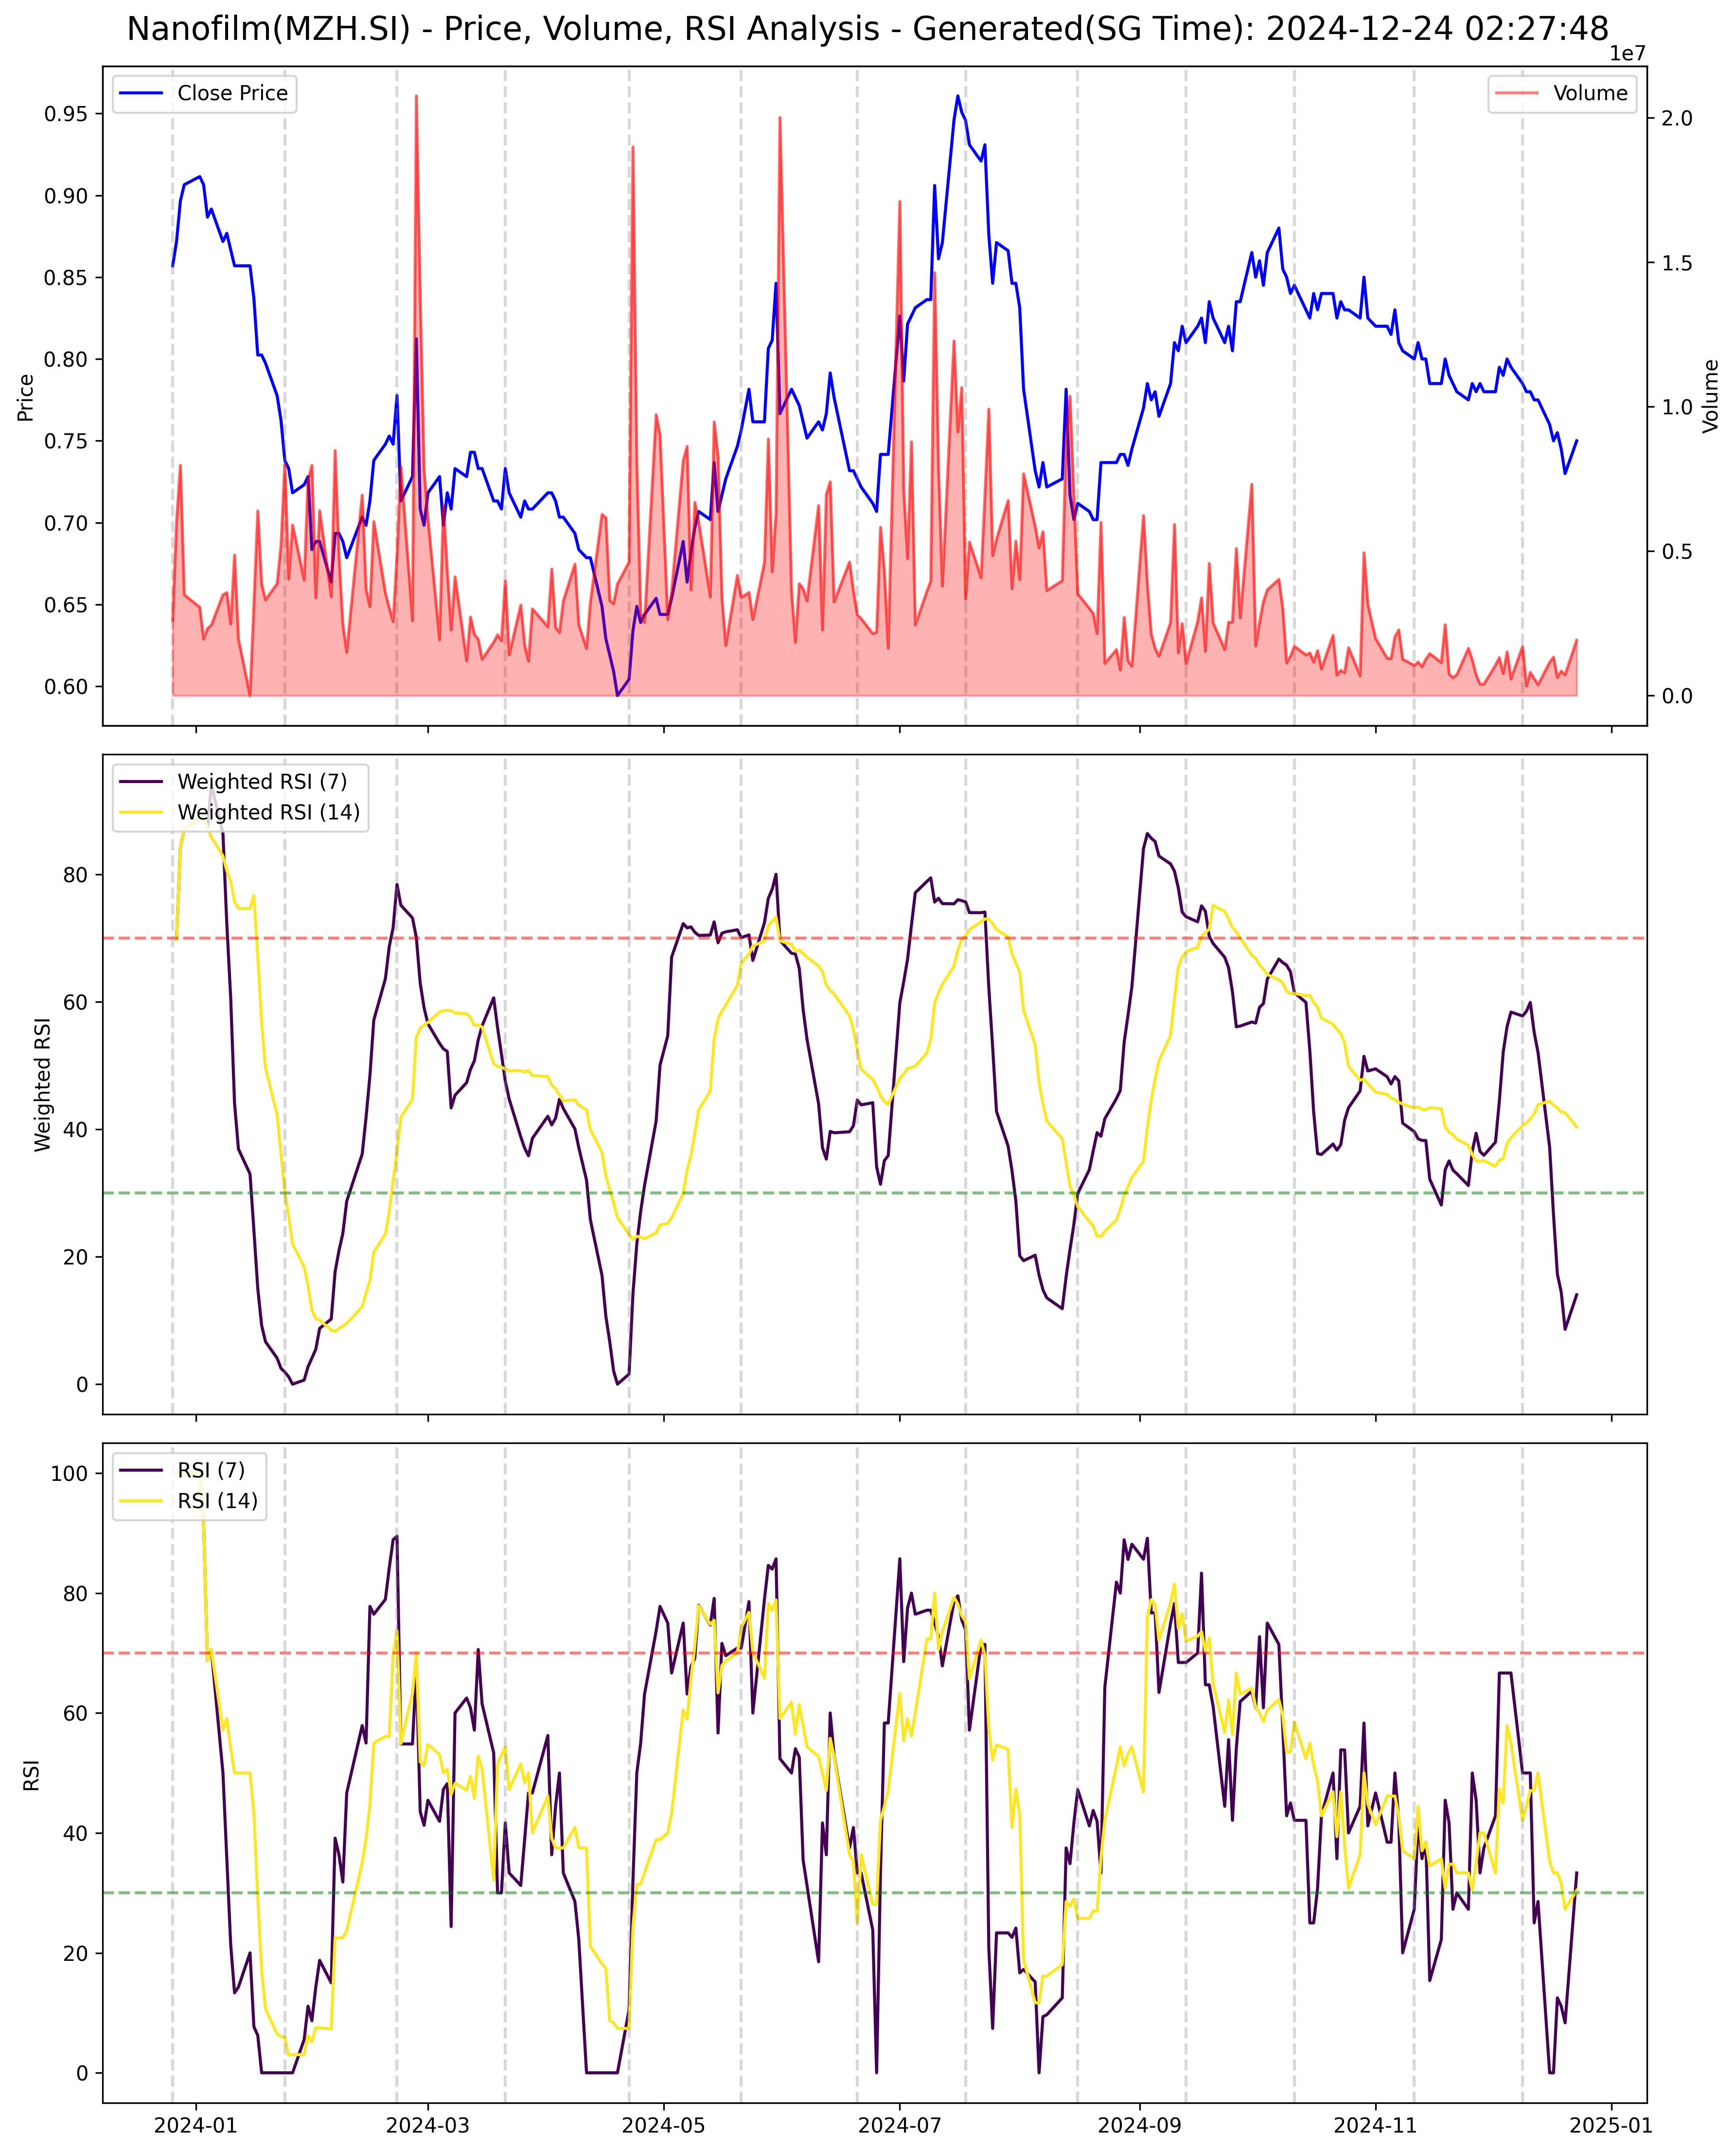 Nanofilm(MZH.SI) - Price, Volume, RSI Analysis - Generated(SG Time): 2024-12-24 02:27:48
1e7
Close Price
Volume
0.95
0.90
0.85
0.80
0.75
0.70
0.65
0.60
Price
2.0
1.5
1.0
0.5
0.0
Volume
Weighted RSI (7)
Weighted RSI (14)
80
60
40
20
0
Weighted RSI
RSI (7)
RSI (14)
100
80
60
40
20
0
RSI
2024-01
2024-03
2024-05
2024-07
2024-09
2024-11
2025-01